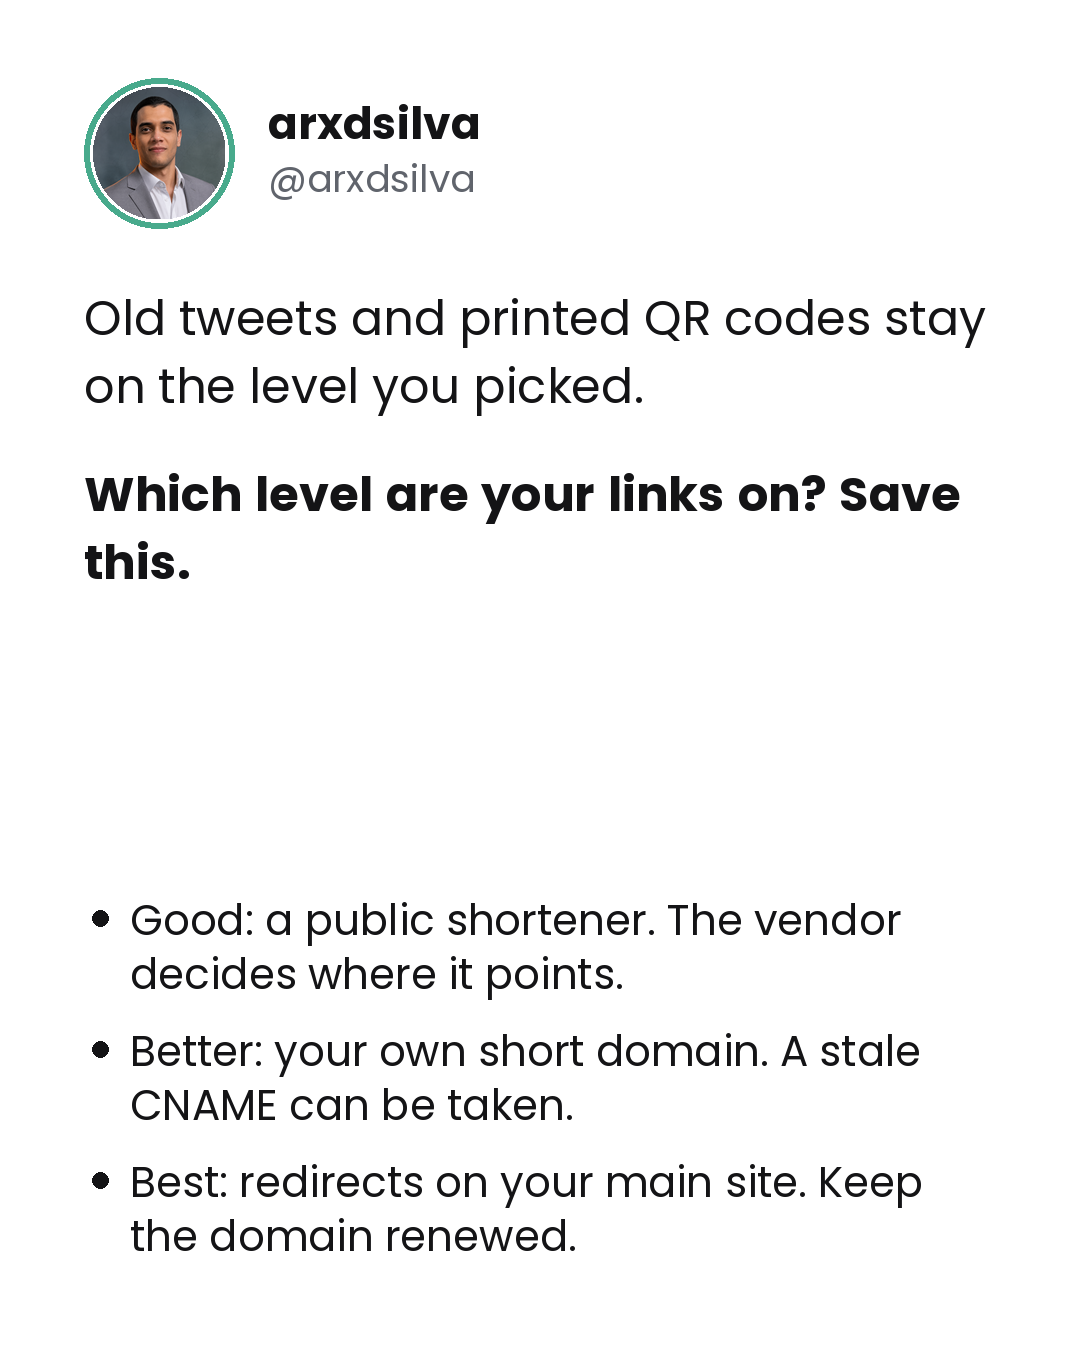 arxdsilva
@arxdsilva
Old tweets and printed QR codes stay
on the level you picked.
Which level are your links on? Save
this.
• Good: a public shortener. The vendor
decides where it points.
• Better: your own short domain. A stale
CNAME can be taken.
• Best: redirects on your main site. Keep
the domain renewed.